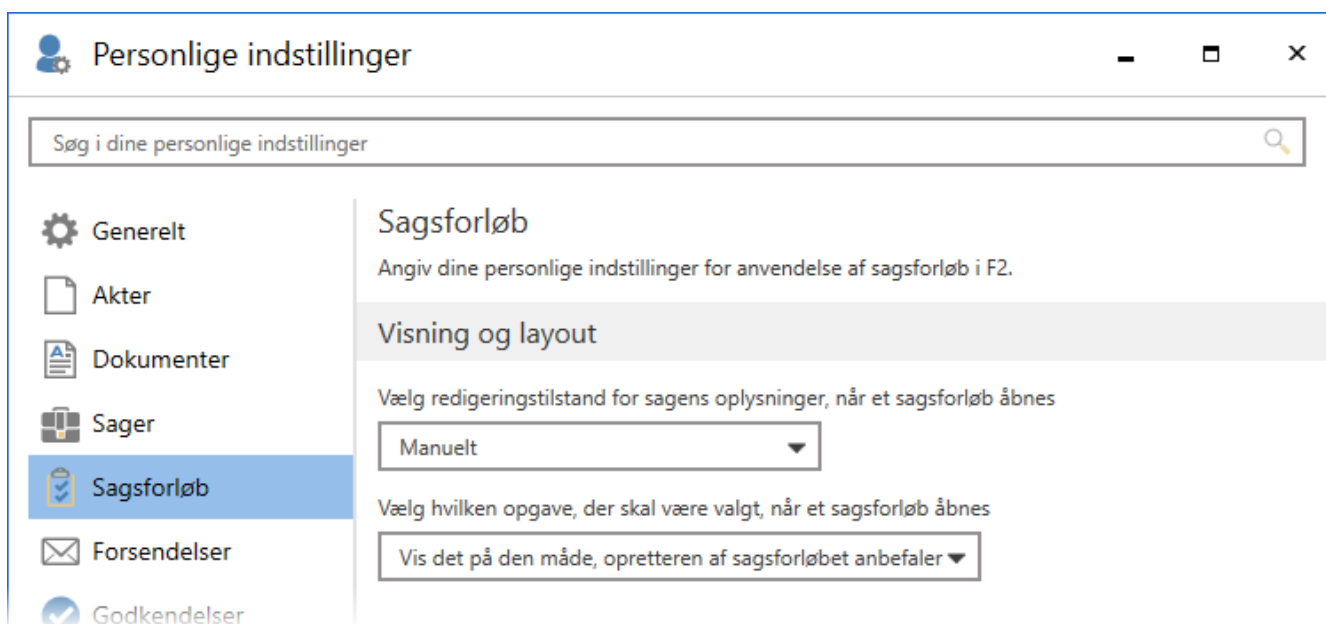 Personlige indstillinger
Søg i dine personlige indstillinger
Generelt
Akter
Dokumenter
Sager
Sagsforløb
Forsendelser
Godkendelser
Sagsforløb
Angiv dine personlige indstillinger for anvendelse af sagsforløb i F2.
Visning og layout
Vælg redigeringstilstand for sagens oplysninger, når et sagsforløb åbnes
Manuelt
Vælg hvilken opgave, der skal være valgt, når et sagsforløb åbnes
Vis det på den måde, opretteren af sagsforløbet anbefaler